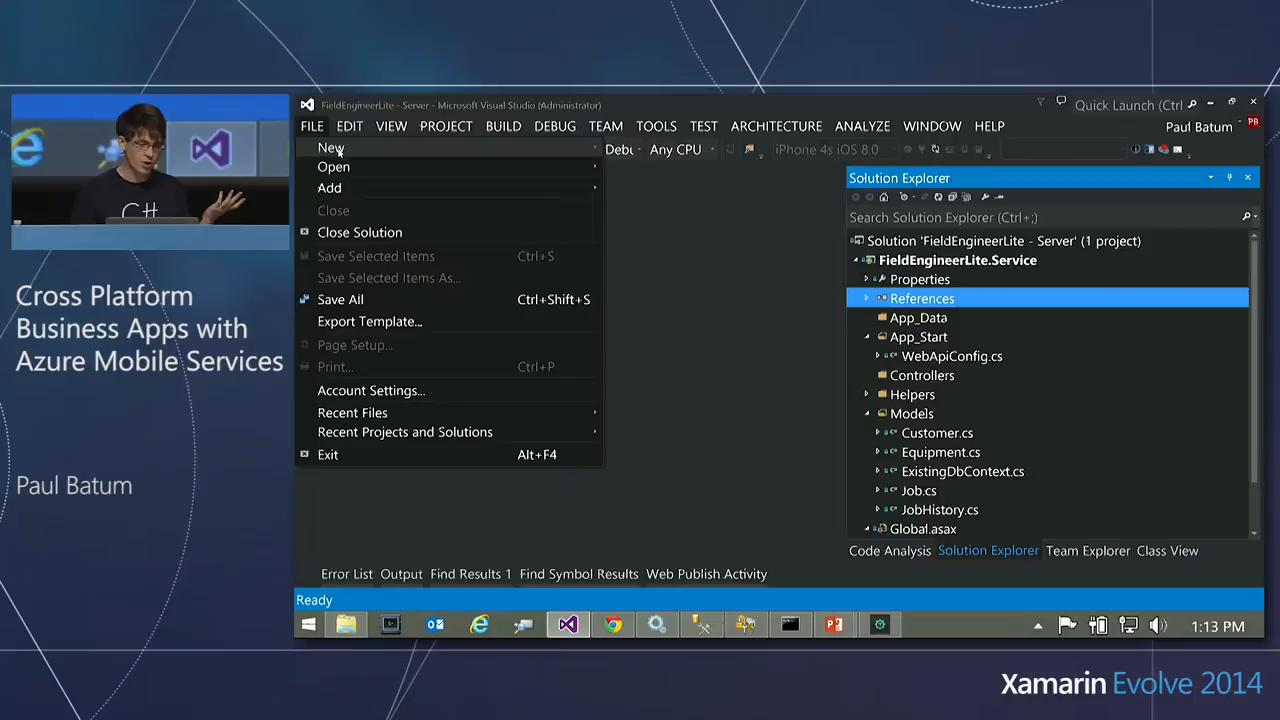 FieldEngineerLite - Server - Microsoft Visual Studio (Administrator)
Quick Launch (Ctrl
FILE EDIT VIEW PROJECT BUILD DEBUG TEAM TOOLS TEST ARCHITECTURE ANALYZE WINDOW HELP
Paul Batum
PB
New
Debu
Any CPU
iPhone 4s iOS 8.0
Open
Add
Close
Close Solution
Save Selected Items Ctrl+S
Save Selected Items As...
Save All Ctrl+Shift+S
Export Template...
Page Setup...
Print... Ctrl+P
Account Settings...
Recent Files
Recent Projects and Solutions
Exit Alt+F4
Solution Explorer
Search Solution Explorer (Ctrl+;)
Solution 'FieldEngineerLite - Server' (1 project)
FieldEngineerLite.Service
Properties
References
App_Data
App_Start
WebApiConfig.cs
Controllers
Helpers
Models
Customer.cs
Equipment.cs
ExistingDbContext.cs
Job.cs
JobHistory.cs
Global.asax
Code Analysis Solution Explorer Team Explorer Class View
Error List Output Find Results 1 Find Symbol Results Web Publish Activity
Ready
1:13 PM
C#
Cross Platform
Business Apps with
Azure Mobile Services
Paul Batum
Xamarin Evolve 2014